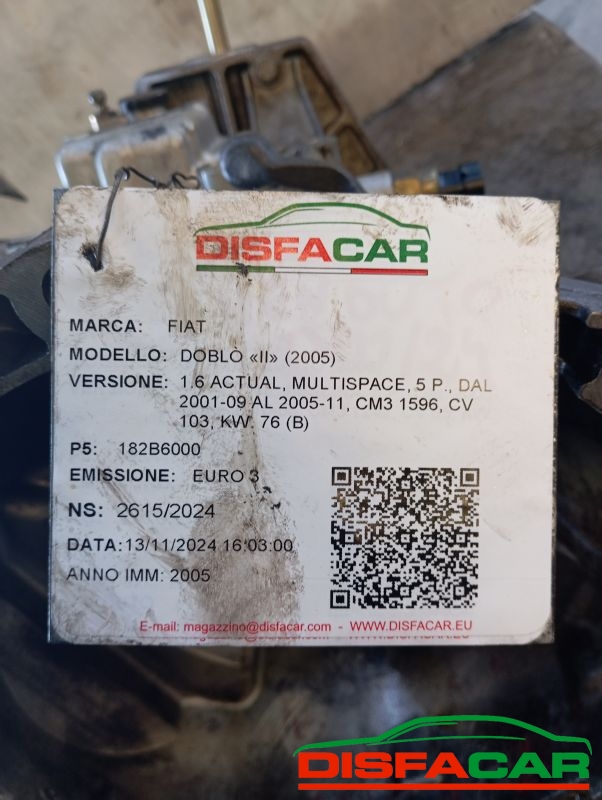 DISFACAR
MARCA: FIAT
MODELLO: DOBLÒ «II» (2005)
VERSIONE: 1.6 ACTUAL, MULTISPACE, 5 P., DAL
2001-09 AL 2005-11, CM3 1596, CV
103, KW. 76 (B)
P5: 182B6000
EMISSIONE: EURO 3
NS: 2615/2024
DATA:13/11/2024 16:03:00
ANNO IMM: 2005
E-mail: magazzino@disfacar.com - WWW.DISFACAR.EU
DISFACAR